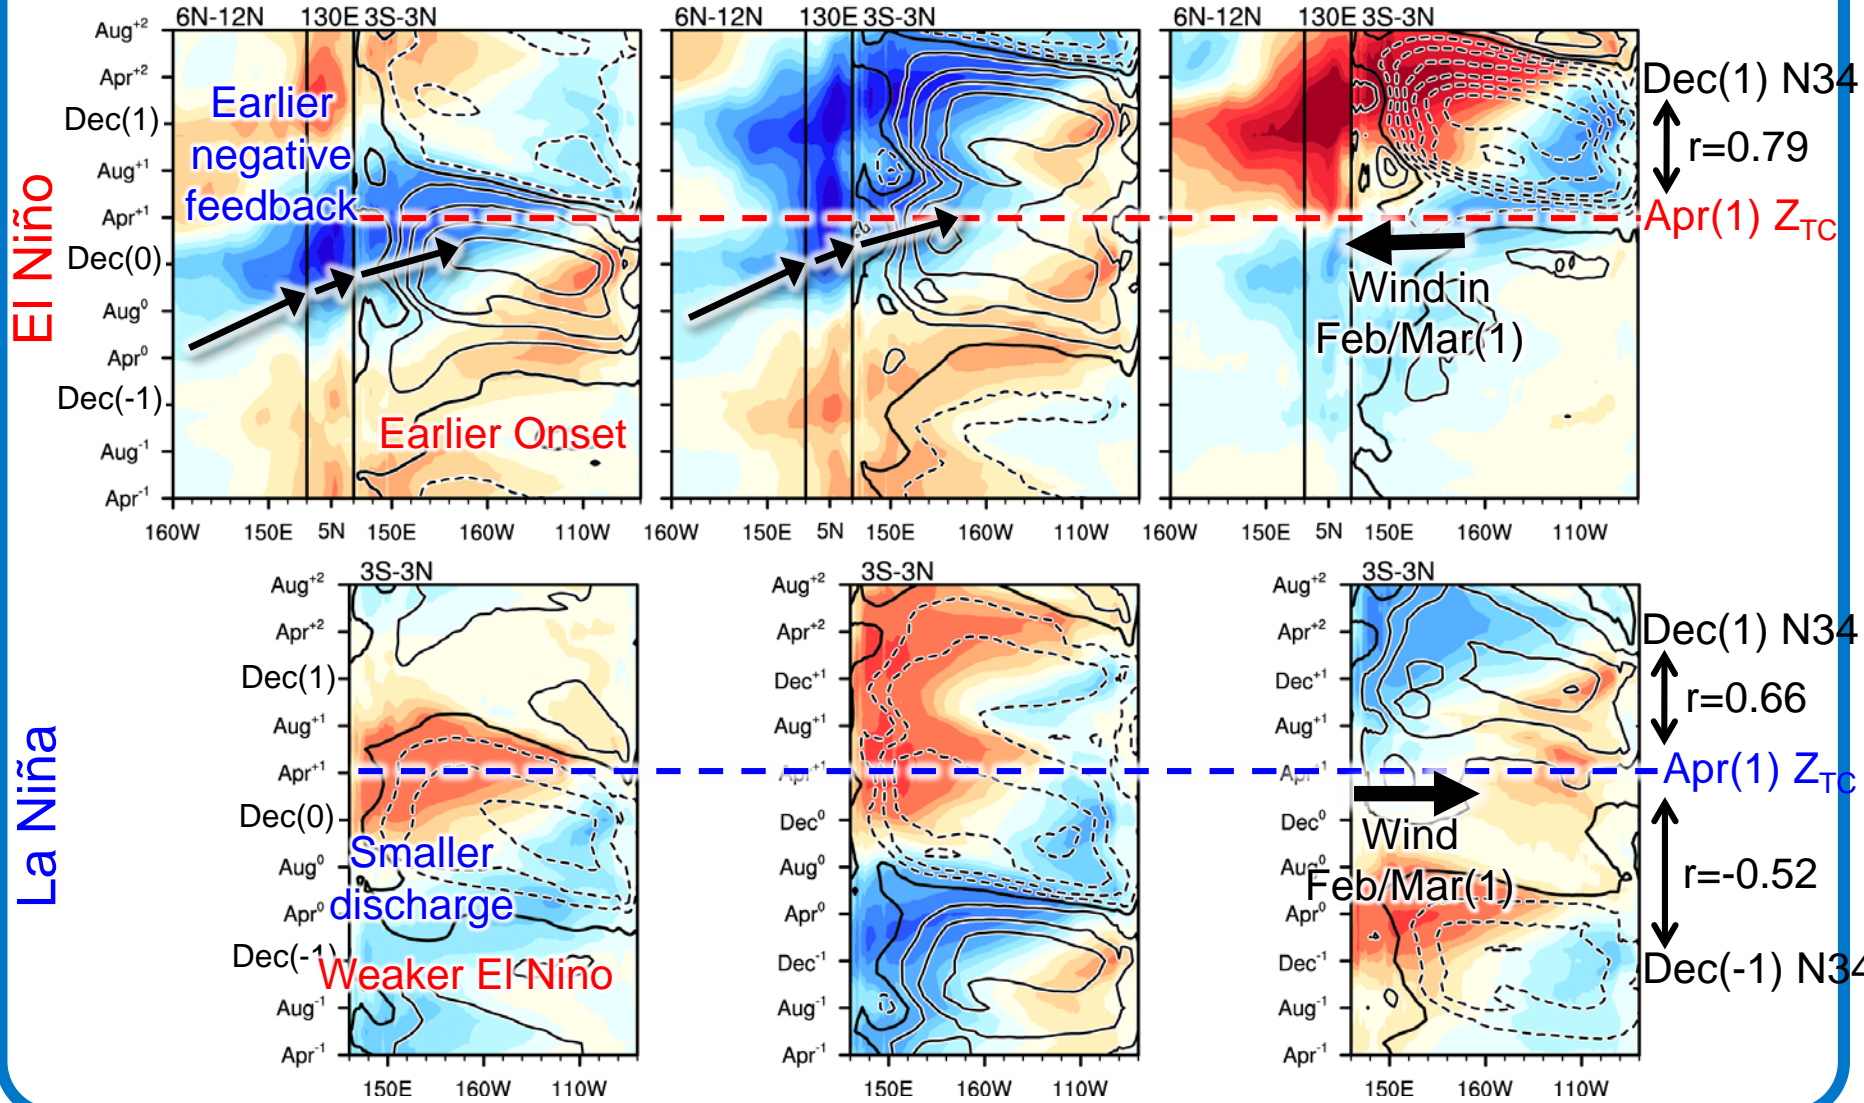 6N-12N 130E 3S-3N 6N-12N 130E 3S-3N 6N-12N 130E 3S-3N
Aug+2
Apr+2
Dec(1)
Aug+1
Apr+1
Dec(0)
Aug0
Apr0
Dec(-1)
Aug-1
Apr-1
El Niño
Earlier
negative
feedback
Earlier Onset
Wind in
Feb/Mar(1)
Dec(1) N34
r=0.79
Apr(1) ZTC
160W 150E 5N 150E 160W 110W 160W 150E 5N 150E 160W 110W 160W 150E 5N 150E 160W 110W
La Niña
3S-3N
Aug+2
Apr+2
Dec(1)
Aug+1
Apr+1
Dec(0)
Aug0
Apr0
Dec(-1)
Aug-1
Apr-1
Smaller
discharge
Weaker El Nino
150E 160W 110W
3S-3N
Aug+2
Apr+2
Dec+1
Aug+1
Apr+1
Dec0
Aug0
Apr0
Dec-1
Aug-1
Apr-1
150E 160W 110W
3S-3N
Aug+2
Apr+2
Dec+1
Aug+1
Apr+1
Dec0
Aug0
Apr0
Dec-1
Aug-1
Apr-1
Wind
Feb/Mar(1)
150E 160W 110W
Dec(1) N34
r=0.66
Apr(1) ZTC
r=-0.52
Dec(-1) N34